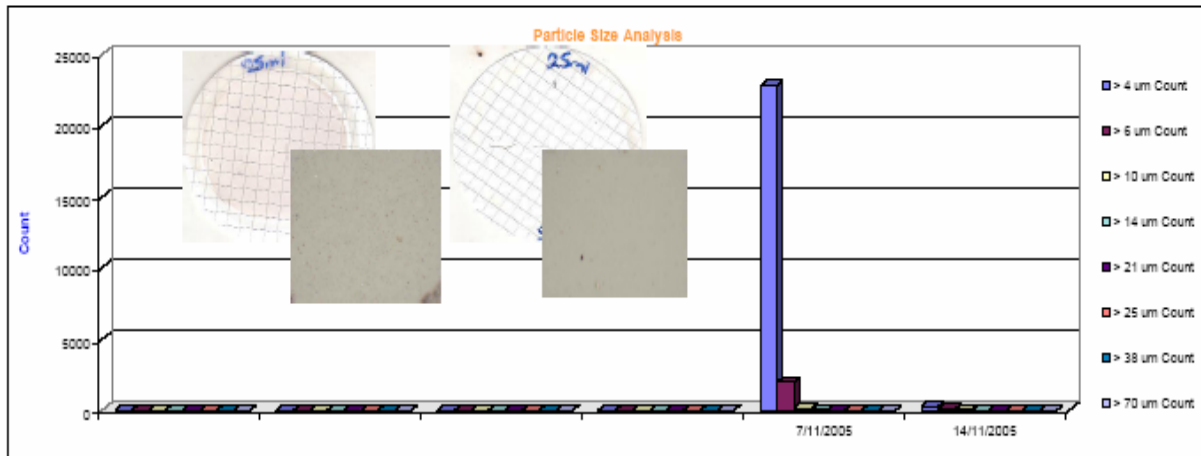 Particle Size Analysis
25ml
25ml
25000
20000
15000
10000
5000
0
Count
7/11/2005
14/11/2005
> 4 um Count
> 6 um Count
> 10 um Count
> 14 um Count
> 21 um Count
> 25 um Count
> 38 um Count
> 70 um Count